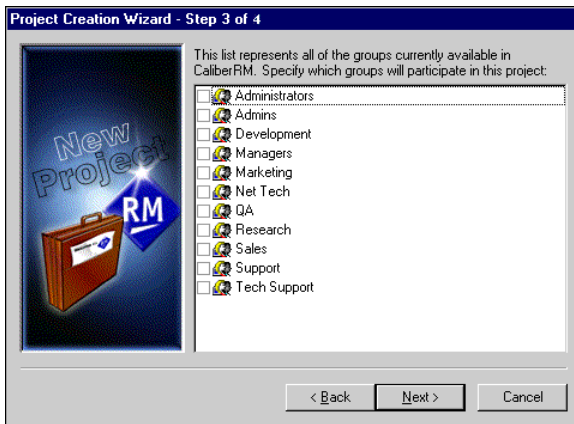 Project Creation Wizard - Step 3 of 4
New
Project
RM
This list represents all of the groups currently available in
CaliberRM. Specify which groups will participate in this project:
Administrators
Admins
Development
Managers
Marketing
Net Tech
QA
Research
Sales
Support
Tech Support
< Back
Next >
Cancel